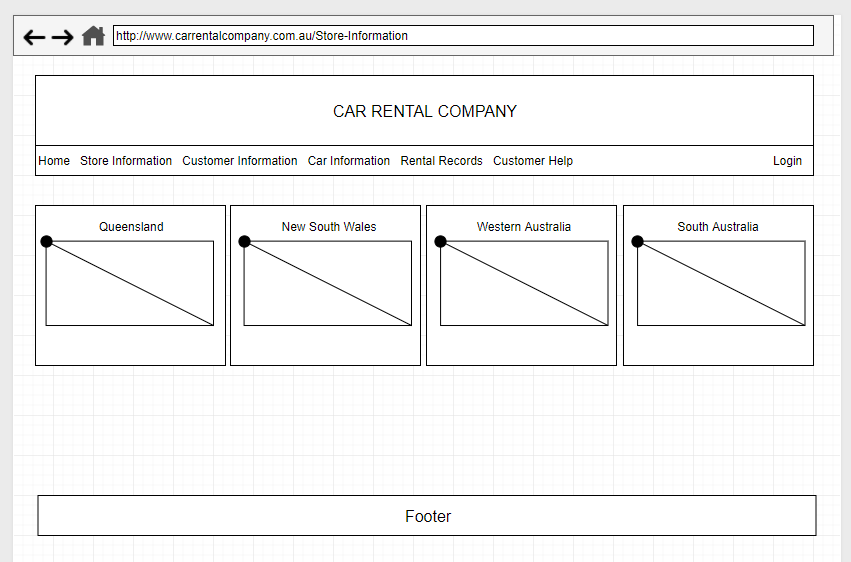 http://www.carrentalcompany.com.au/Store-Information
CAR RENTAL COMPANY
Home Store Information Customer Information Car Information Rental Records Customer Help Login
Queensland New South Wales Western Australia South Australia
Footer